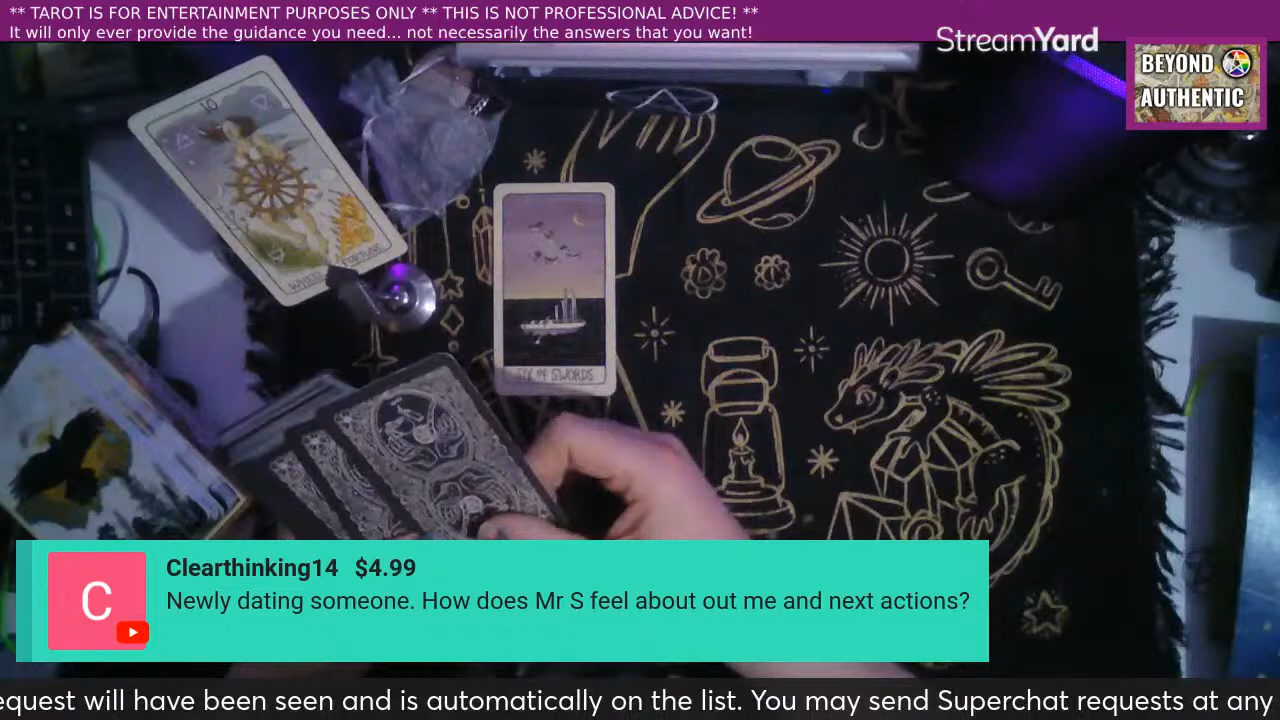 ** TAROT IS FOR ENTERTAINMENT PURPOSES ONLY ** THIS IS NOT PROFESSIONAL ADVICE! **
It will only ever provide the guidance you need... not necessarily the answers that you want!
StreamYard
BEYOND
AUTHENTIC
10
WHEEL OF FORTUNE
SIX OF SWORDS
C
Clearthinking14 $4.99
Newly dating someone. How does Mr S feel about out me and next actions?
equest will have been seen and is automatically on the list. You may send Superchat requests at any